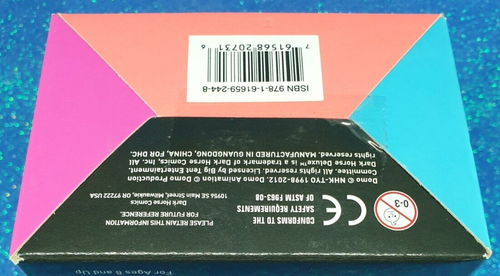 For Ages 8 and Up
0-3
CE
CONFORMS TO THE
SAFETY REQUIREMENTS
OF ASTM F963-08
PLEASE RETAIN THIS INFORMATION
FOR FUTURE REFERENCE.
Dark Horse Comics
10956 SE Main Street, Milwaukie, OR 97222 USA
Domo © NHK-TYO 1998-2012. Domo Animation © Domo Production
Committee. All rights reserved. Licensed by Big Tent Entertainment.
Dark Horse Deluxe™ is a trademark of Dark Horse Comics, Inc. All
rights reserved. MANUFACTURED IN GUANGDONG, CHINA, FOR DHC.
ISBN 978-1-61659-244-8
7 61568 20731 6